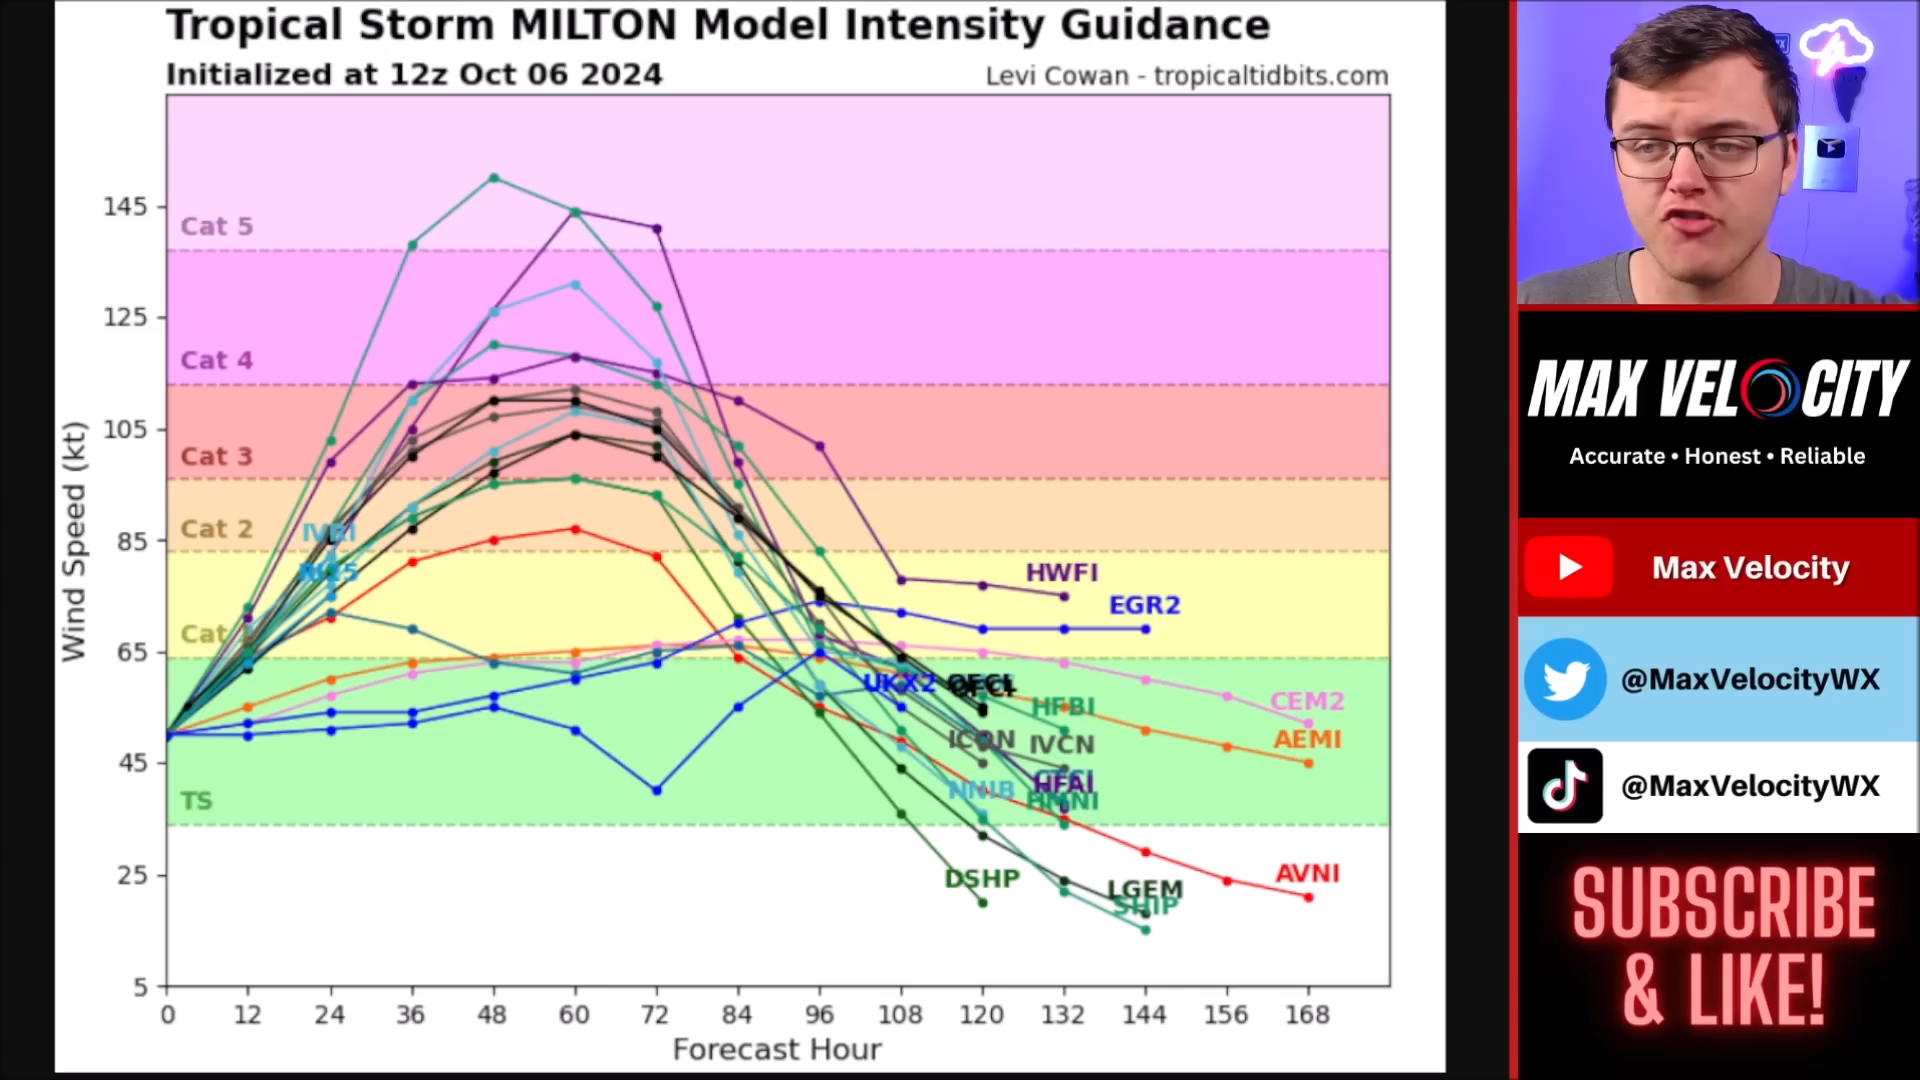 Tropical Storm MILTON Model Intensity Guidance
Initialized at 12z Oct 06 2024
Levi Cowan - tropicaltidbits.com
Wind Speed (kt)
145
125
105
85
65
45
25
5
Cat 5
Cat 4
Cat 3
Cat 2
Cat
TS
IVRI
HWFI
EGR2
UKX2
OFCL
HFBI
CEM2
ICON
IVCN
AEMI
HFAI
NNIB
HMNI
DSHP
LGEM
SHIP
AVNI
0 12 24 36 48 60 72 84 96 108 120 132 144 156 168
Forecast Hour
MAX VELOCITY
Accurate • Honest • Reliable
Max Velocity
@MaxVelocityWX
@MaxVelocityWX
SUBSCRIBE
& LIKE!